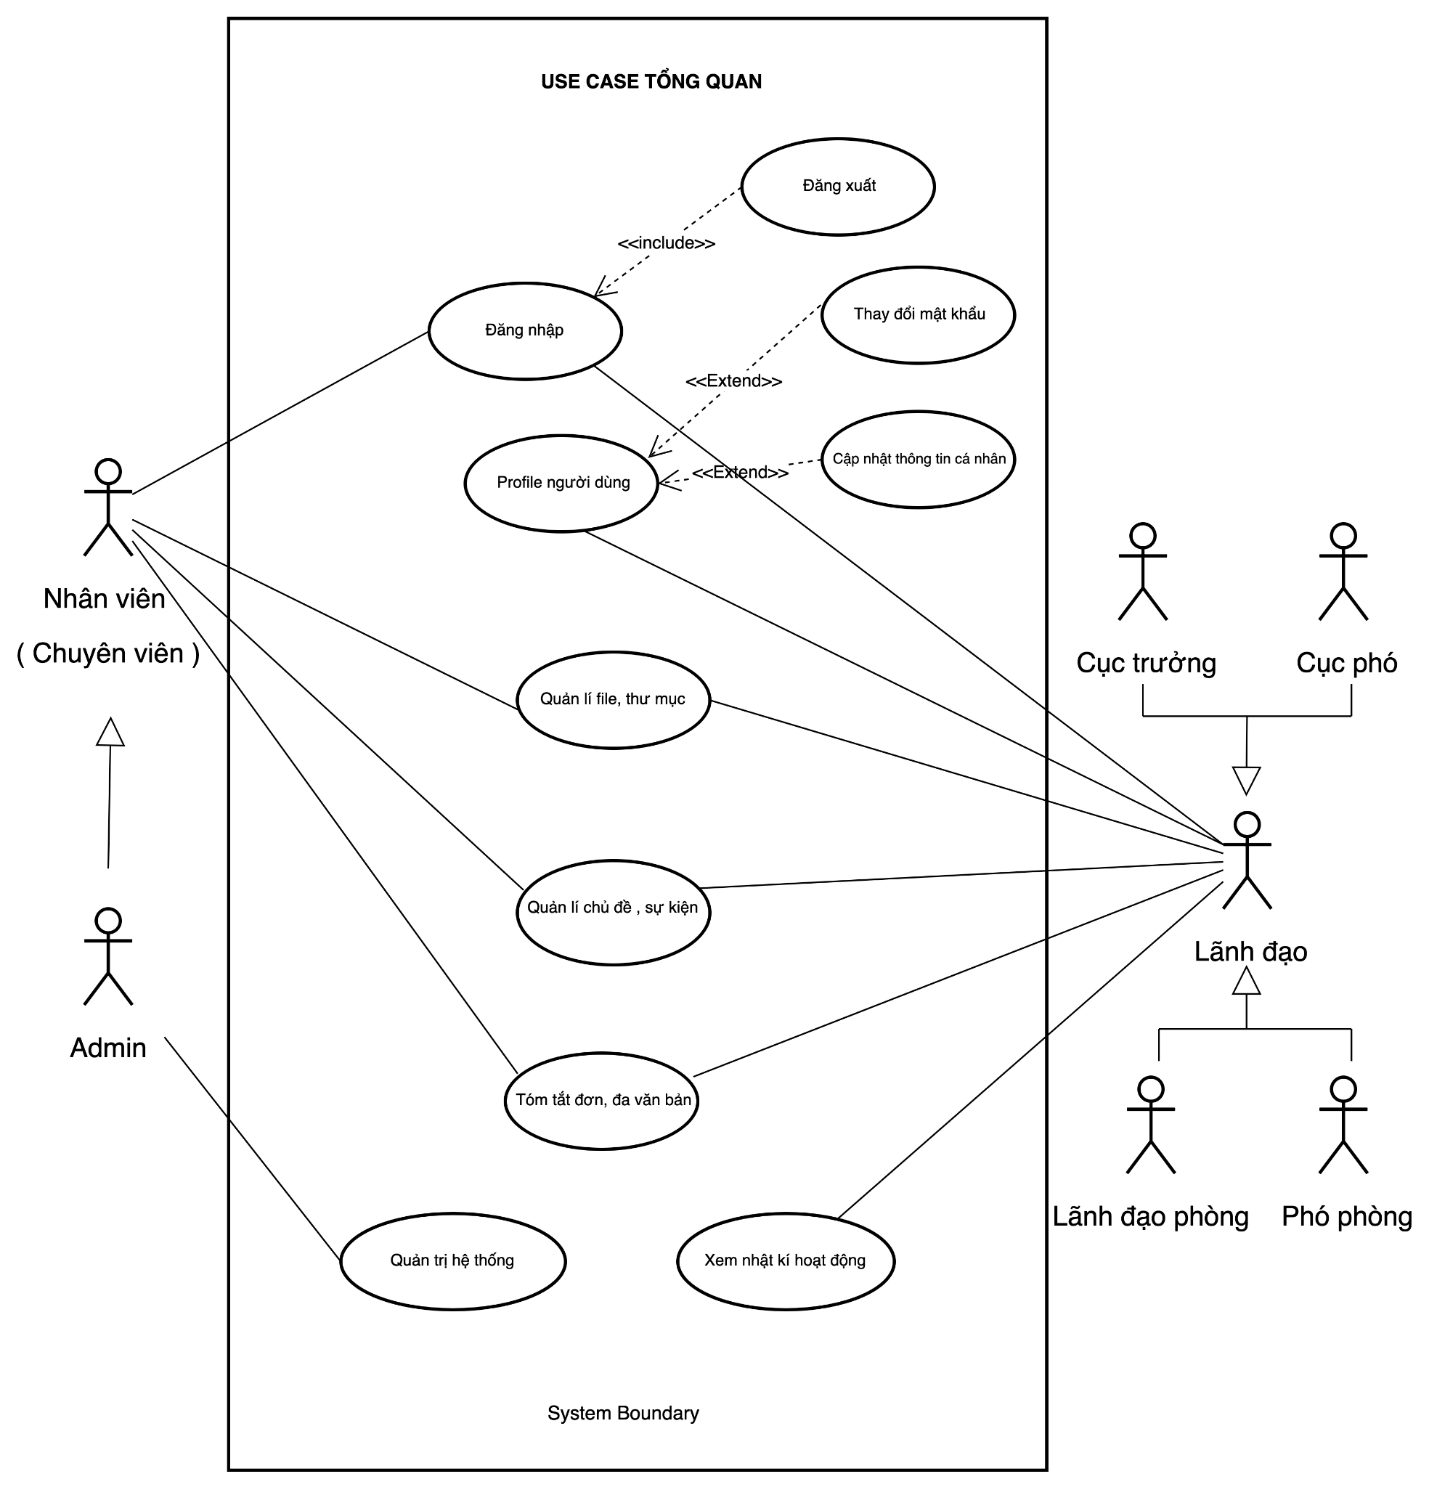 USE CASE TỔNG QUAN
Đăng xuất
<<include>>
Đăng nhập
Thay đổi mật khẩu
<<Extend>>
Cập nhật thông tin cá nhân
<<Extend>>
Profile người dùng
Nhân viên
( Chuyên viên )
Cục trưởng
Cục phó
Quản lí file, thư mục
Quản lí chủ đề , sự kiện
Lãnh đạo
Admin
Tóm tắt đơn, đa văn bản
Lãnh đạo phòng
Phó phòng
Quản trị hệ thống
Xem nhật kí hoạt động
System Boundary